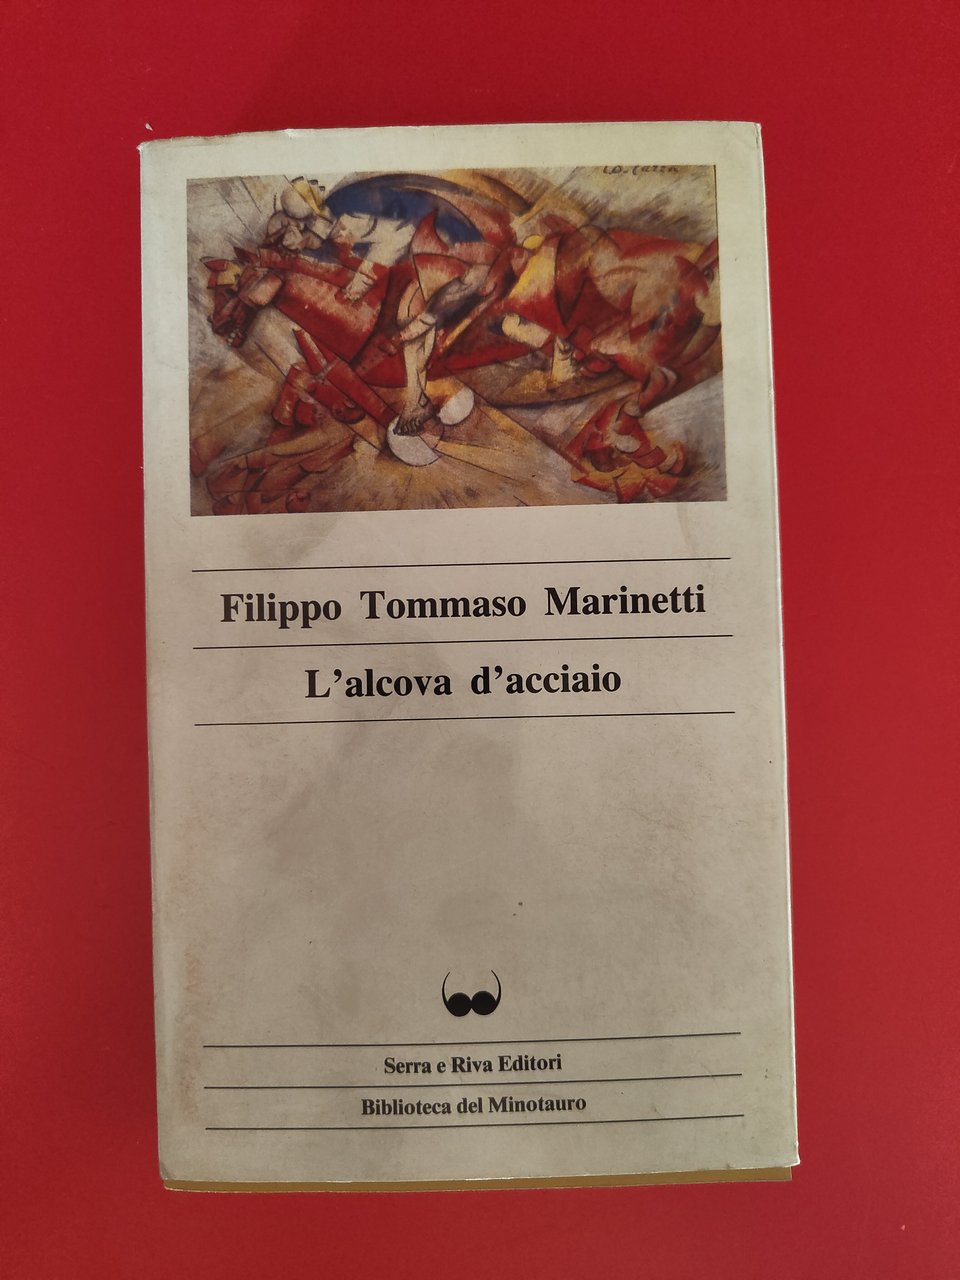 Filippo Tommaso Marinetti
L'alcova d'acciaio
Serra e Riva Editori
Biblioteca del Minotauro